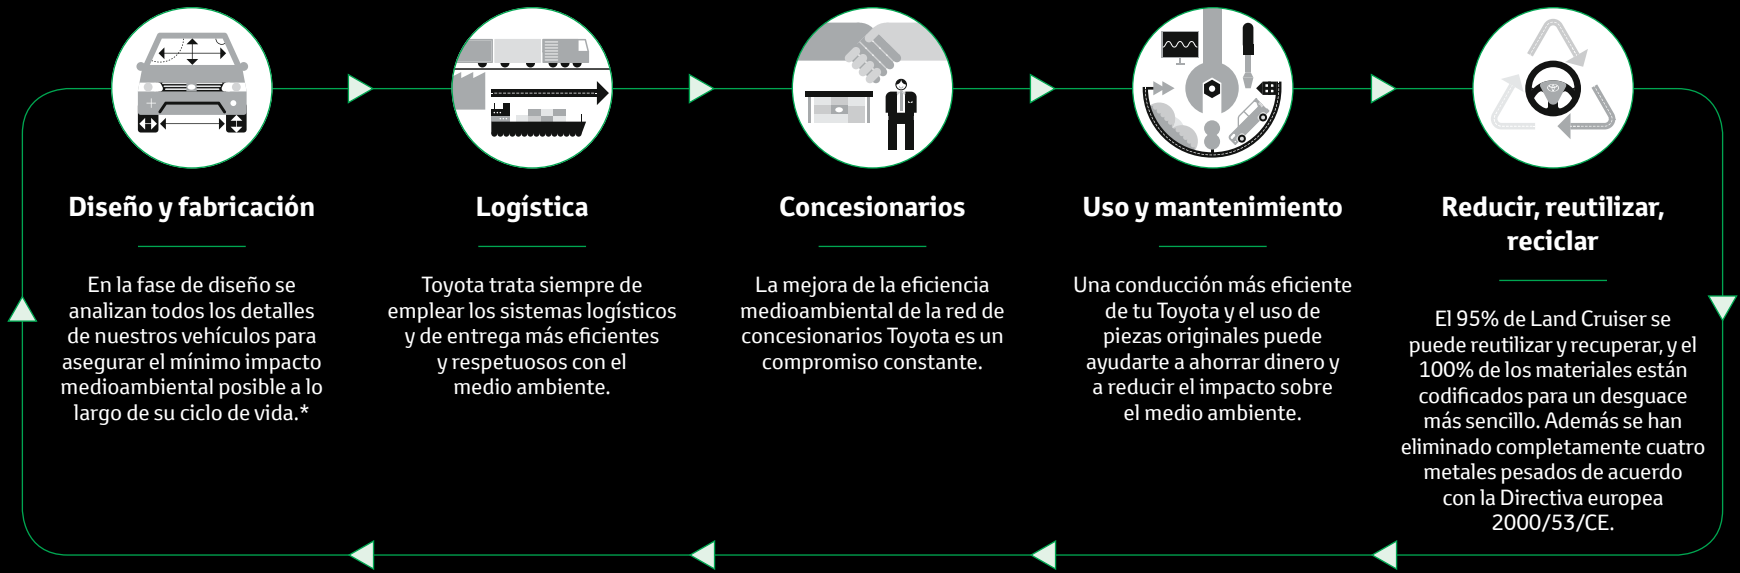 Diseño y fabricación
En la fase de diseño se
analizan todos los detalles
de nuestros vehículos para
asegurar el mínimo impacto
medioambiental posible a lo
largo de su ciclo de vida.*
Logística
Toyota trata siempre de
emplear los sistemas logísticos
y de entrega más eficientes
y respetuosos con el
medio ambiente.
Concesionarios
La mejora de la eficiencia
medioambiental de la red de
concesionarios Toyota es un
compromiso constante.
Uso y mantenimiento
Una conducción más eficiente
de tu Toyota y el uso de
piezas originales puede
ayudarte a ahorrar dinero y
a reducir el impacto sobre
el medio ambiente.
Reducir, reutilizar,
reciclar
El 95% de Land Cruiser se
puede reutilizar y recuperar, y el
100% de los materiales están
codificados para un desguace
más sencillo. Además se han
eliminado completamente cuatro
metales pesados de acuerdo
con la Directiva europea
2000/53/CE.